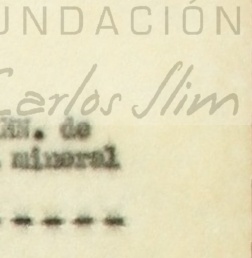 UNDACIÓN
Carlos Slim
de
mineral
-----